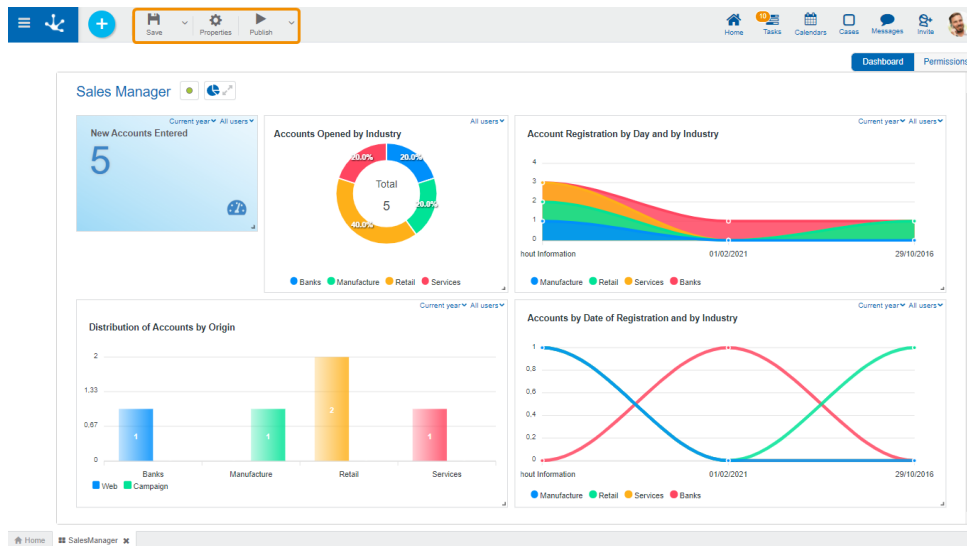 Save
Properties
Publish
Home
10
Tasks
Calendars
Cases
Messages
Invite
Dashboard
Permissions
Sales Manager
Current year All users
New Accounts Entered
5
All users
Accounts Opened by Industry
20.0%
20.0%
20.0%
40.0%
Total
5
Banks Manufacture Retail Services
Current year All users
Account Registration by Day and by Industry
4
3
2
1
0
hout Information 01/02/2021 29/10/2016
Manufacture Retail Services Banks
Current year All users
Distribution of Accounts by Origin
2
1.33
0.67
0
1
1
2
1
Banks Manufacture Retail Services
Web Campaign
Current year All users
Accounts by Date of Registration and by Industry
1
0.8
0.6
0.4
0.2
0
hout Information 01/02/2021 29/10/2016
Manufacture Retail Services Banks
Home SalesManager